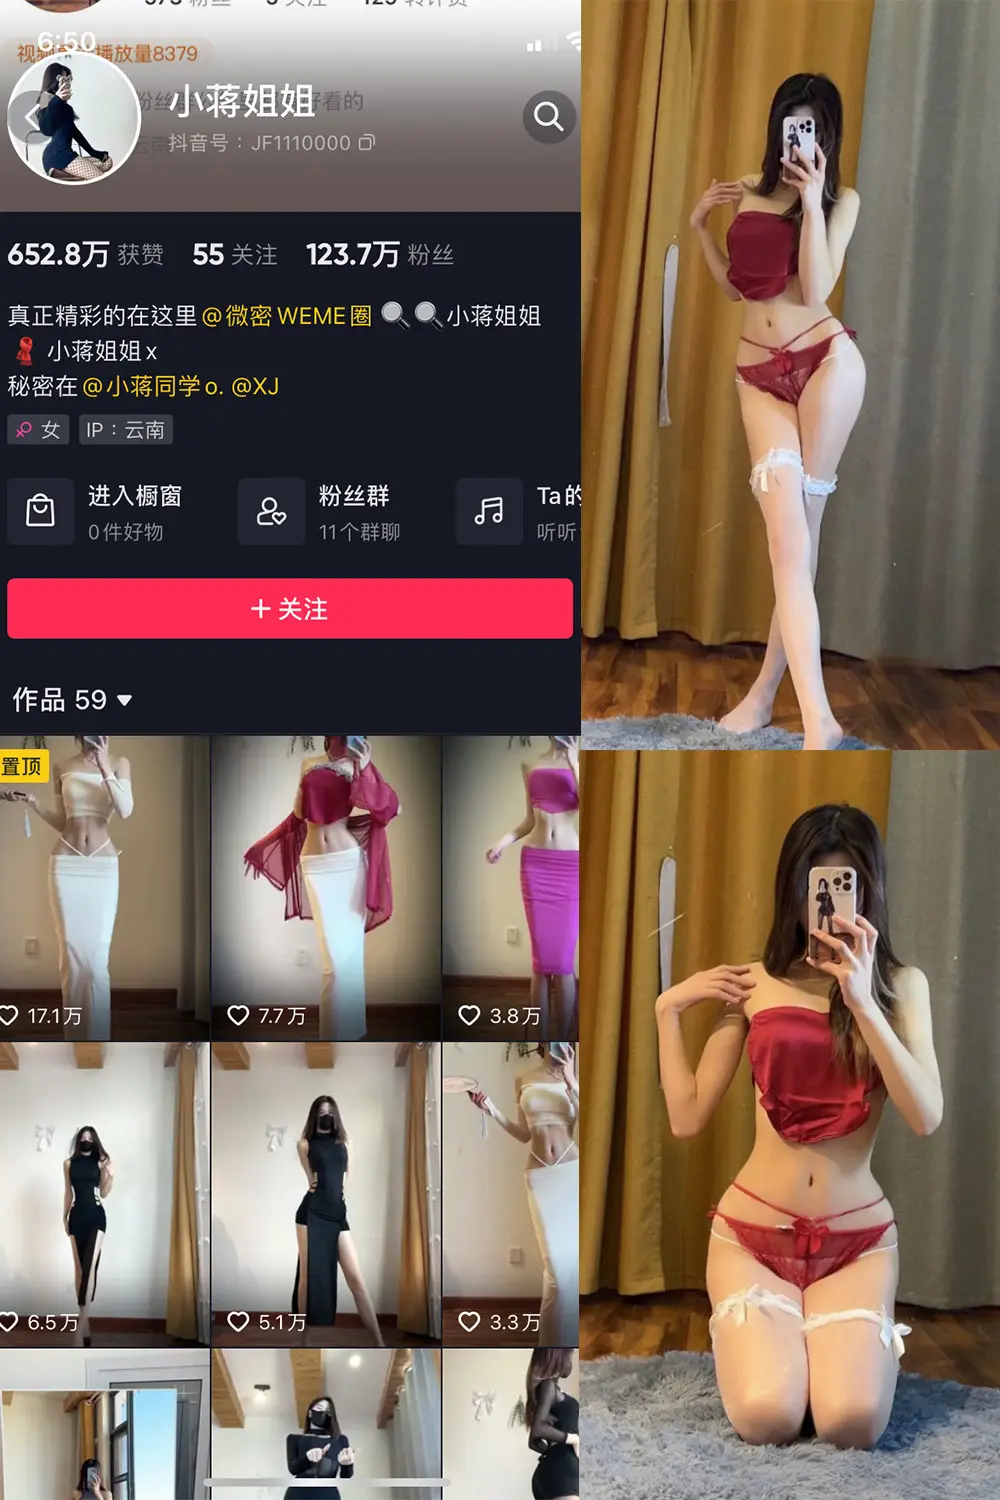 6:50
播放量8379
小蒋姐姐
抖音号：JF1110000
652.8万 获赞 55 关注 123.7万 粉丝
真正精彩的在这里@微密 WEME圈 🔍🔍小蒋姐姐
🧣 小蒋姐姐x
秘密在@小蒋同学o. @XJ
女 IP：云南
进入橱窗
0件好物
粉丝群
11个群聊
Ta的
听听
+ 关注
作品 59
置顶
17.1万
7.7万
3.8万
6.5万
5.1万
3.3万